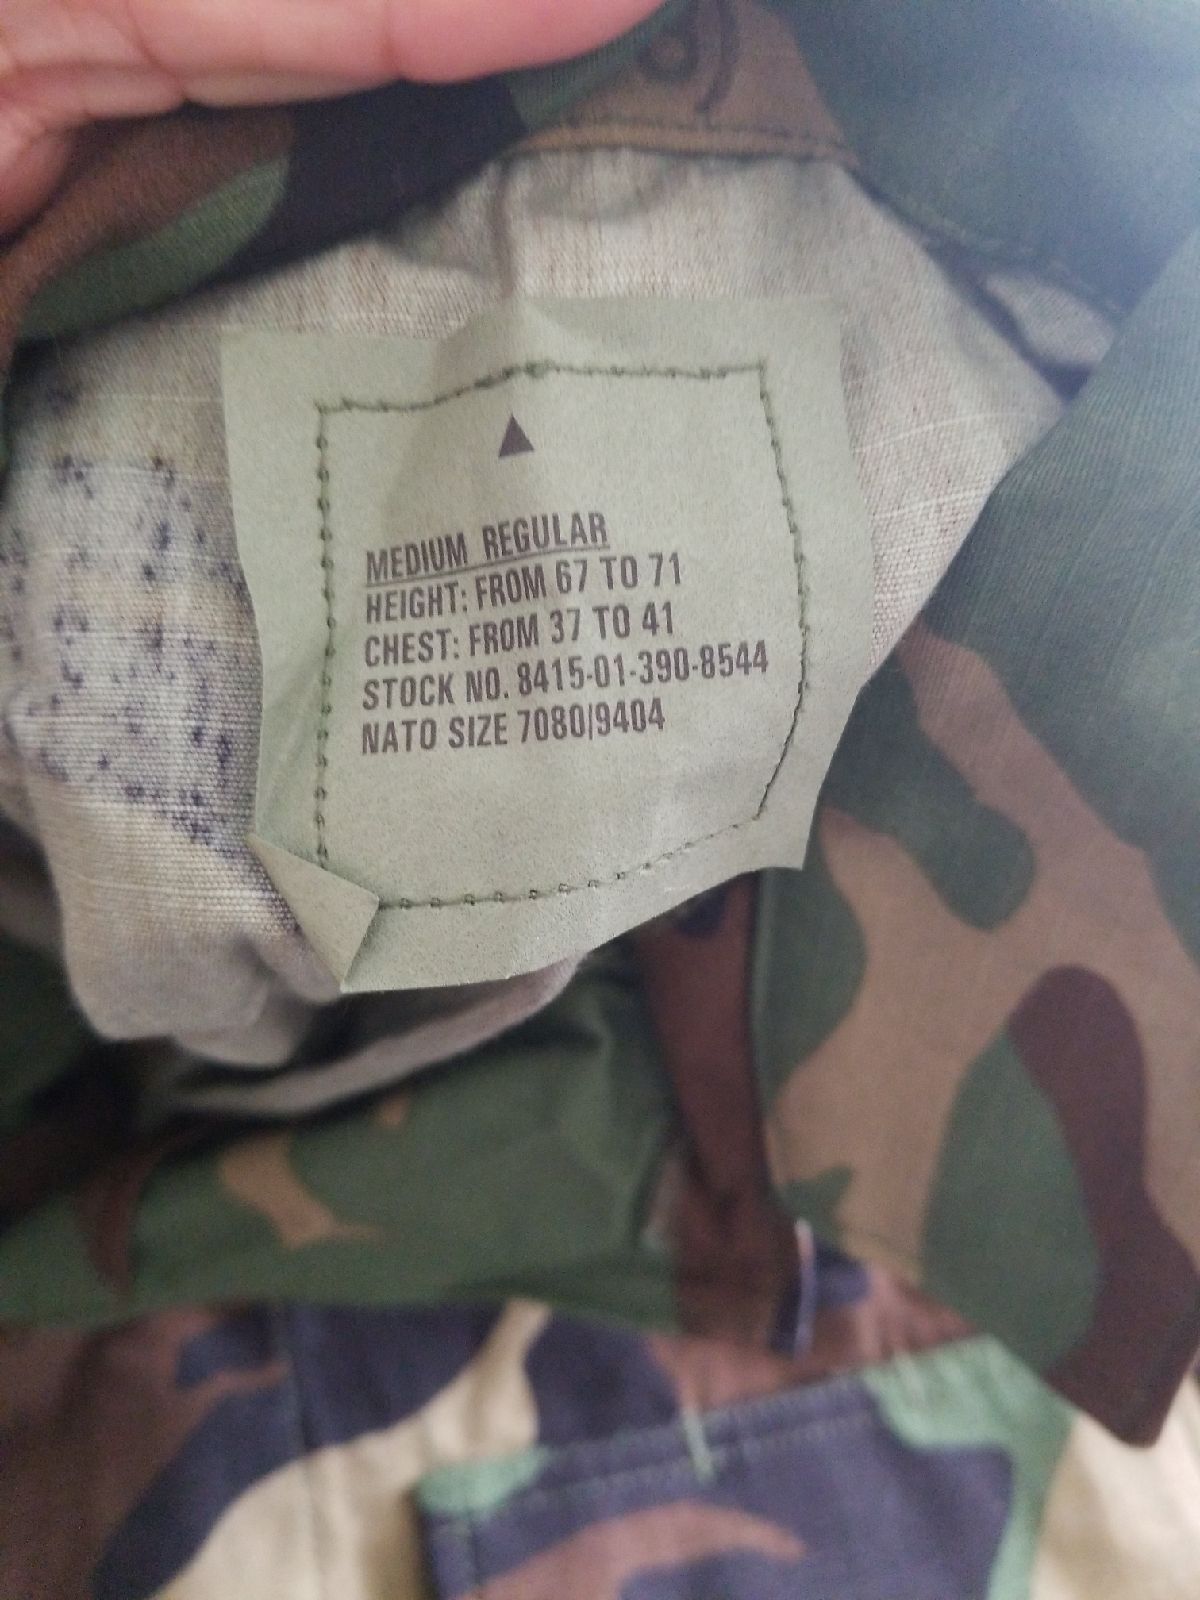 MEDIUM REGULAR
HEIGHT: FROM 67 TO 71
CHEST: FROM 37 TO 41
STOCK NO. 8415-01-390-8544
NATO SIZE 7080|9404